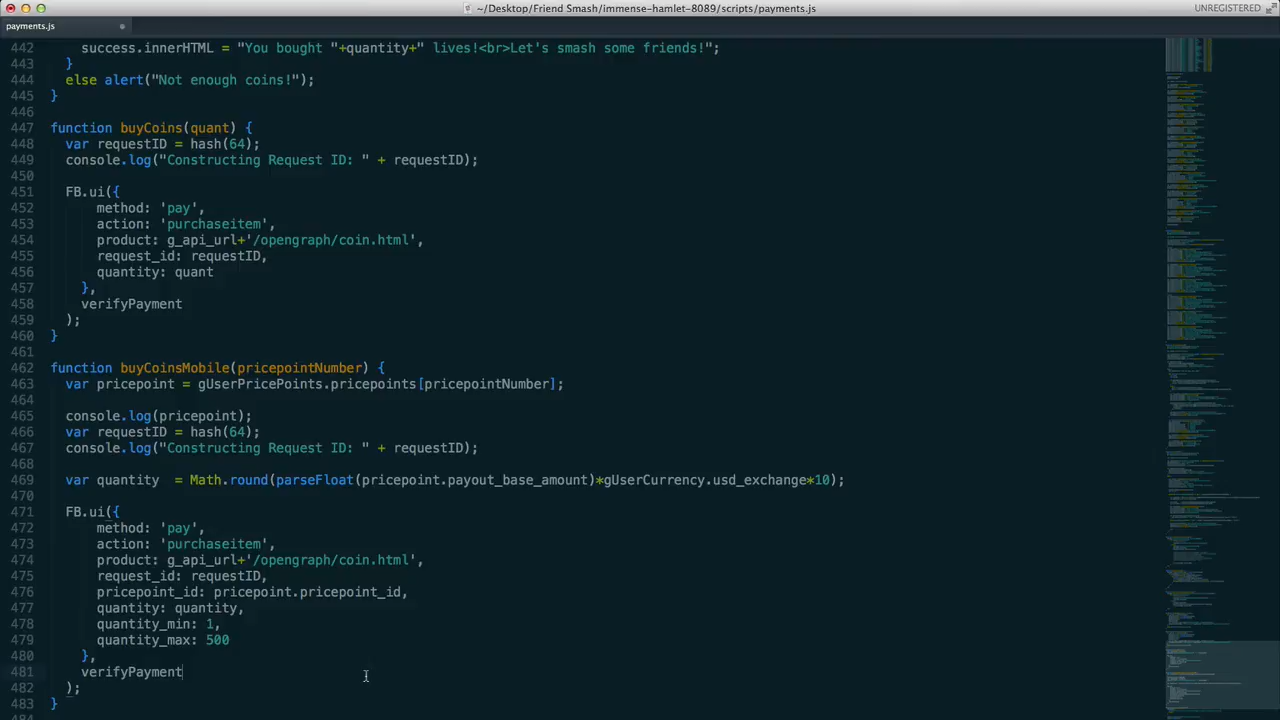 ~/Desktop/Friend Smash/immense-hamlet-8089/scripts/payments.js
UNREGISTERED
payments.js
442 success.innerHTML = "You bought "+quantity+" lives!<br>Let's smash some friends!";
443 }
444 else alert("Not enough coins!");
445 }
446
447 function buyCoins(quant) {
448 var requestID = hash(64);
449 console.log("Constructing Request ID: " + requestID);
450
451 FB.ui({
452 method: 'pay',
453 action: 'purchaseitem',
454 product: g_api_url+'/opengraph/coin.html',
455 request_id: requestID,
456 quantity: quant
457 },
458 verifyPayment
459 );
460 }
461
462 function buyCoinsMobile(pricepointNumber) {
463 var pricepoint = gUserPricePoints.pricepoints[pricepointNumber];
464
465 console.log(pricepoint);
466 var requestID = hash(64);
467 console.log("Constructing Request ID: " + requestID);
468
469 var quantity  = Math.round(parseFloat(pricepoint.payout_base_amount)*gUserCurrency.usd_exchange*10);
470
471 FB.ui({
472 method: 'pay',
473 action: 'purchaseitem',
474 product: g_api_url+'/opengraph/coin.html',
475 request_id: requestID,
476 pricepoint_id: pricepoint.pricepoint_id,
477 quantity: quantity,
478 quantity_min: 1,
479 quantity_max: 500
480 },
481 verifyPayment
482 );
483 }